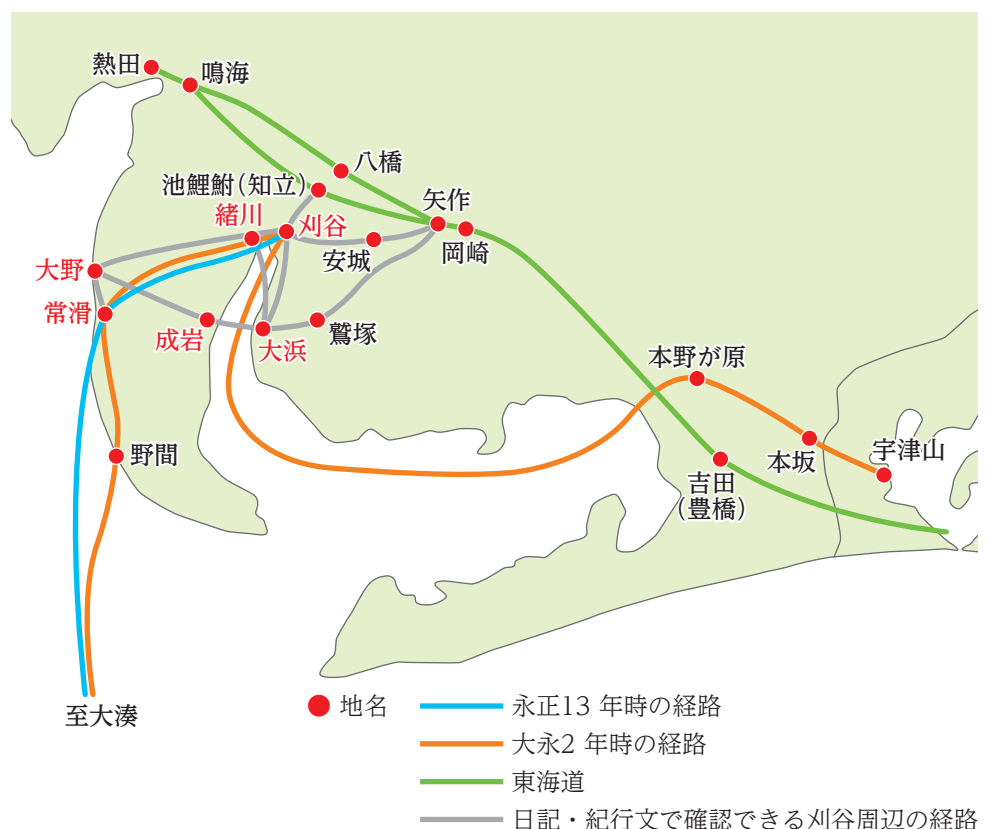 熱田
鳴海
八橋
池鯉鮒(知立)
矢作
緒川
刈谷
岡崎
安城
大野
常滑
成岩
大浜
鷲塚
本野が原
野間
本坂
宇津山
吉田
(豊橋)
至大湊
地名
永正13 年時の経路
大永2 年時の経路
東海道
日記・紀行文で確認できる刈谷周辺の経路